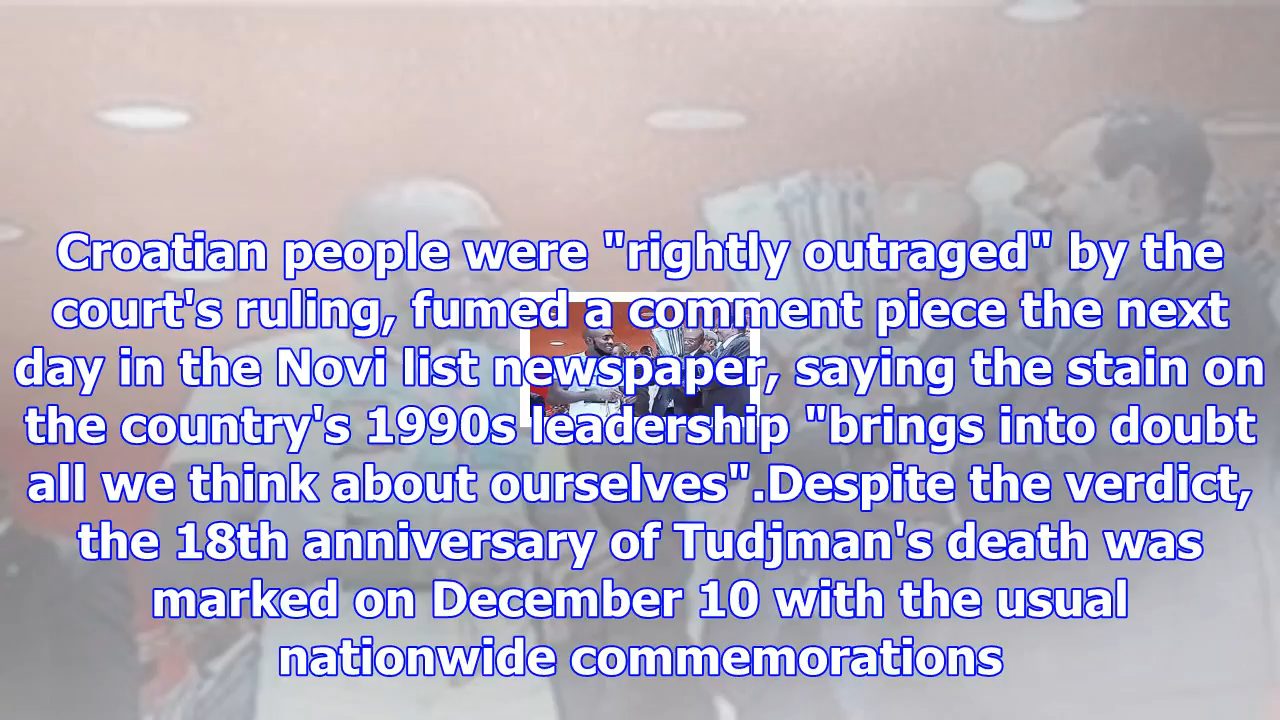 Croatian people were "rightly outraged" by the
court's ruling, fumed a comment piece the next
day in the Novi list newspaper, saying the stain on
the country's 1990s leadership "brings into doubt
all we think about ourselves".Despite the verdict,
the 18th anniversary of Tudjman's death was
marked on December 10 with the usual
nationwide commemorations